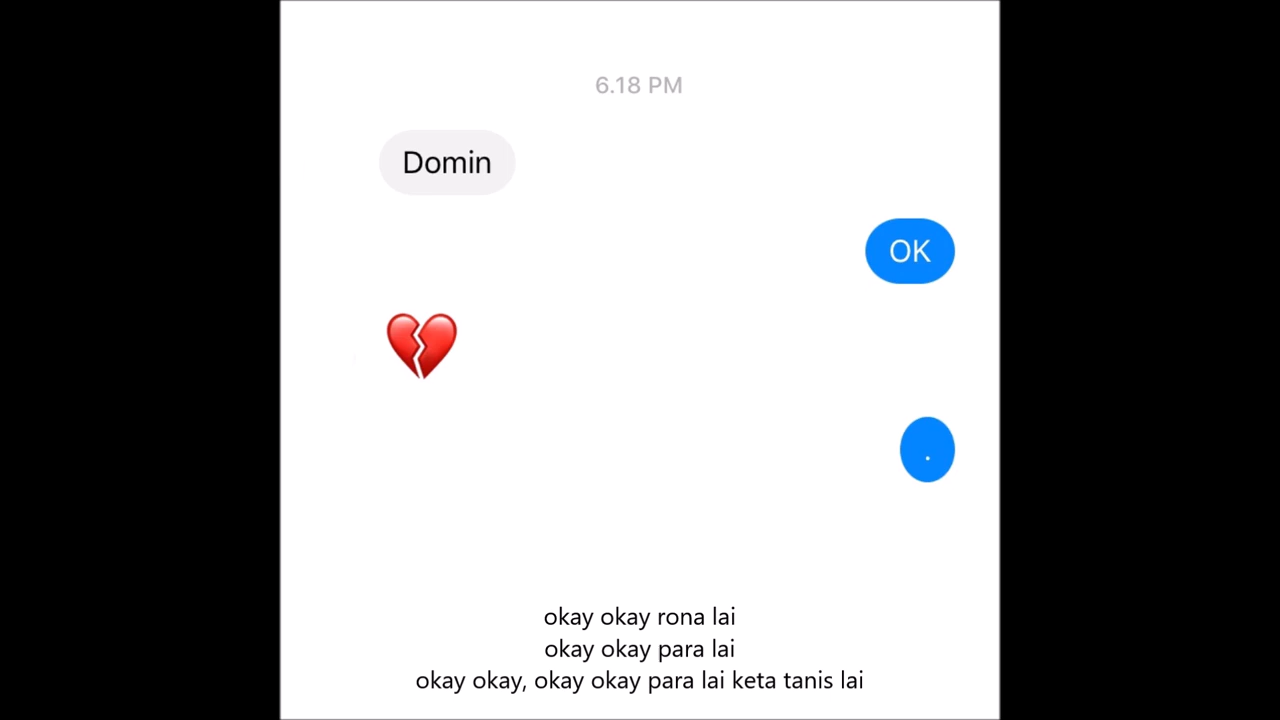 6.18 PM
Domin
OK
💔
.
okay okay rona lai
okay okay para lai
okay okay, okay okay para lai keta tanis lai